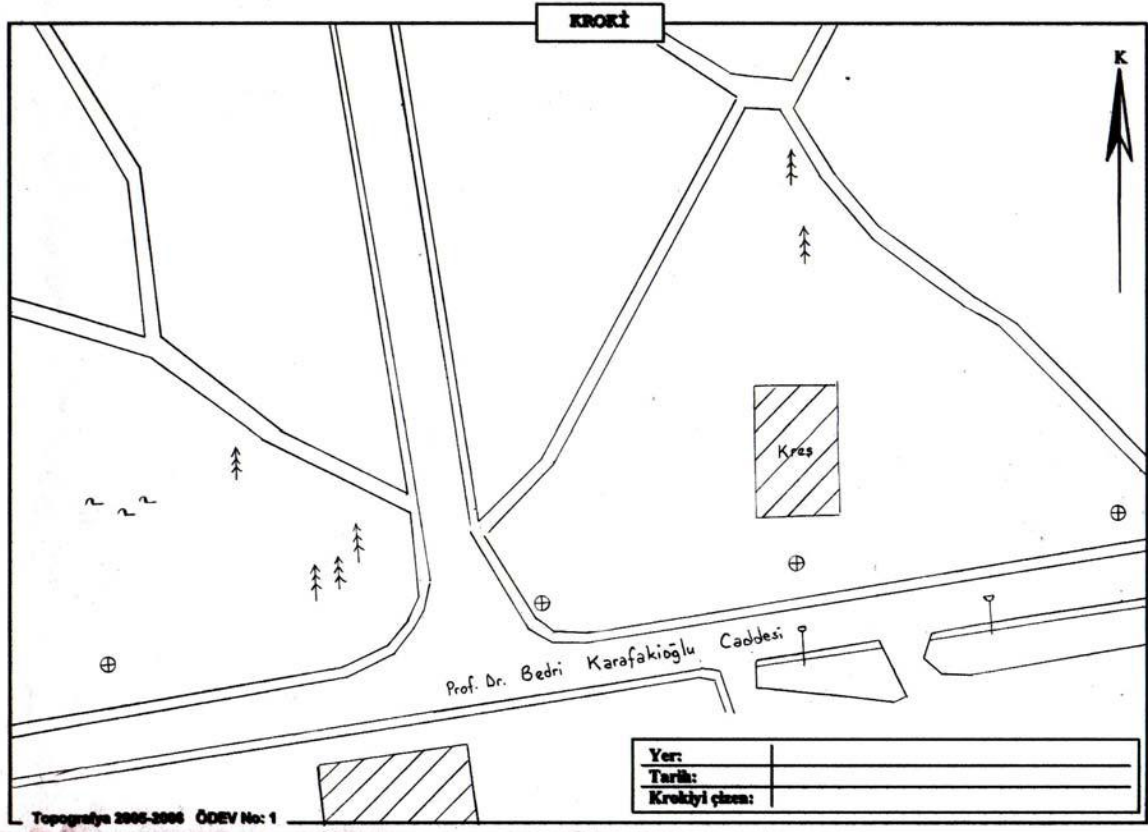 KROKİ
K
Kreş
Prof. Dr. Bedri Karafakioğlu Caddesi
Yer:
Tarih:
Krokiyi çizen:
Topografya 2005-2006 ÖDEV No: 1